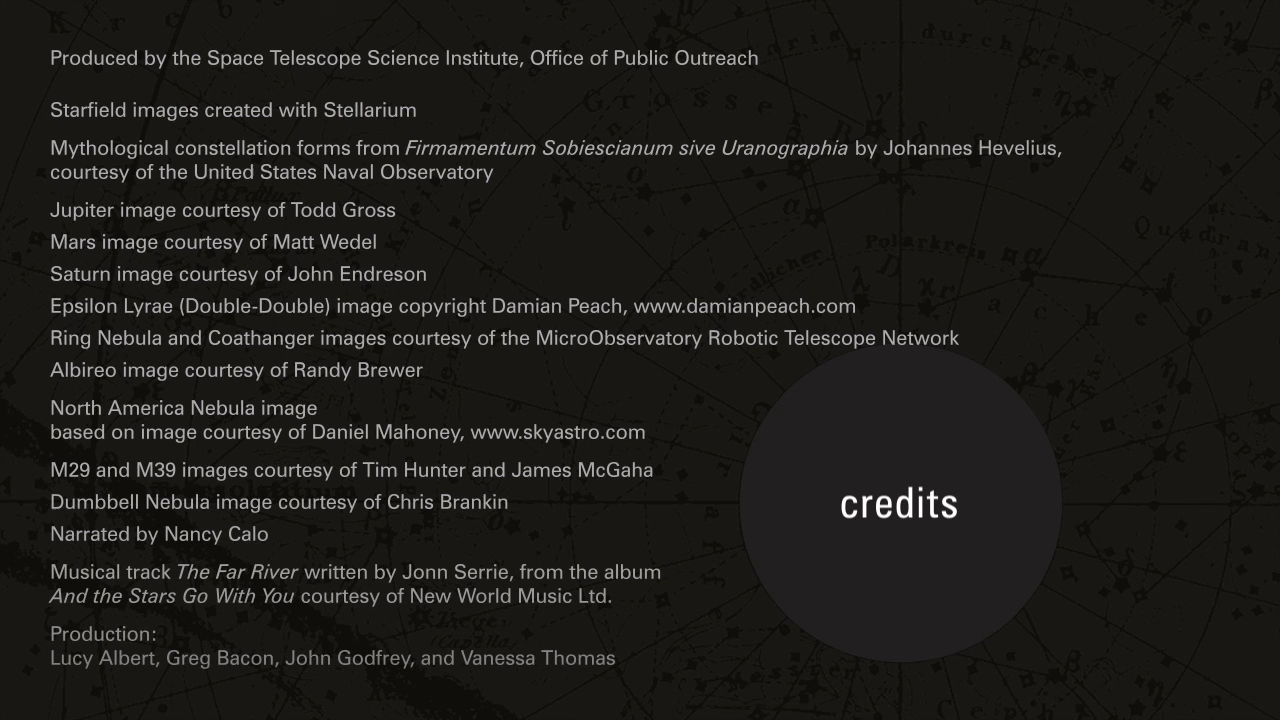 Produced by the Space Telescope Science Institute, Office of Public Outreach
Starfield images created with Stellarium
Mythological constellation forms from Firmamentum Sobiescianum sive Uranographia by Johannes Hevelius,
courtesy of the United States Naval Observatory
Jupiter image courtesy of Todd Gross
Mars image courtesy of Matt Wedel
Saturn image courtesy of John Endreson
Epsilon Lyrae (Double-Double) image copyright Damian Peach, www.damianpeach.com
Ring Nebula and Coathanger images courtesy of the MicroObservatory Robotic Telescope Network
Albireo image courtesy of Randy Brewer
North America Nebula image
based on image courtesy of Daniel Mahoney, www.skyastro.com
M29 and M39 images courtesy of Tim Hunter and James McGaha
Dumbbell Nebula image courtesy of Chris Brankin
Narrated by Nancy Calo
Musical track The Far River written by Jonn Serrie, from the album
And the Stars Go With You courtesy of New World Music Ltd.
Production:
Lucy Albert, Greg Bacon, John Godfrey, and Vanessa Thomas
credits
durchgehen
Grosse
Polarkreis